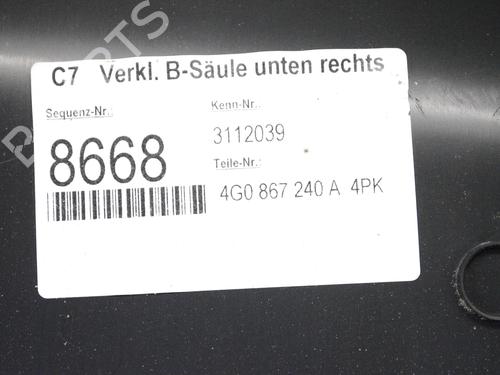 C7 Verkl. B-Säule unten rechts
Sequenz-Nr.:
Kenn-Nr.:
8668
3112039
Teile-Nr.:
4G0 867 240 A 4PK